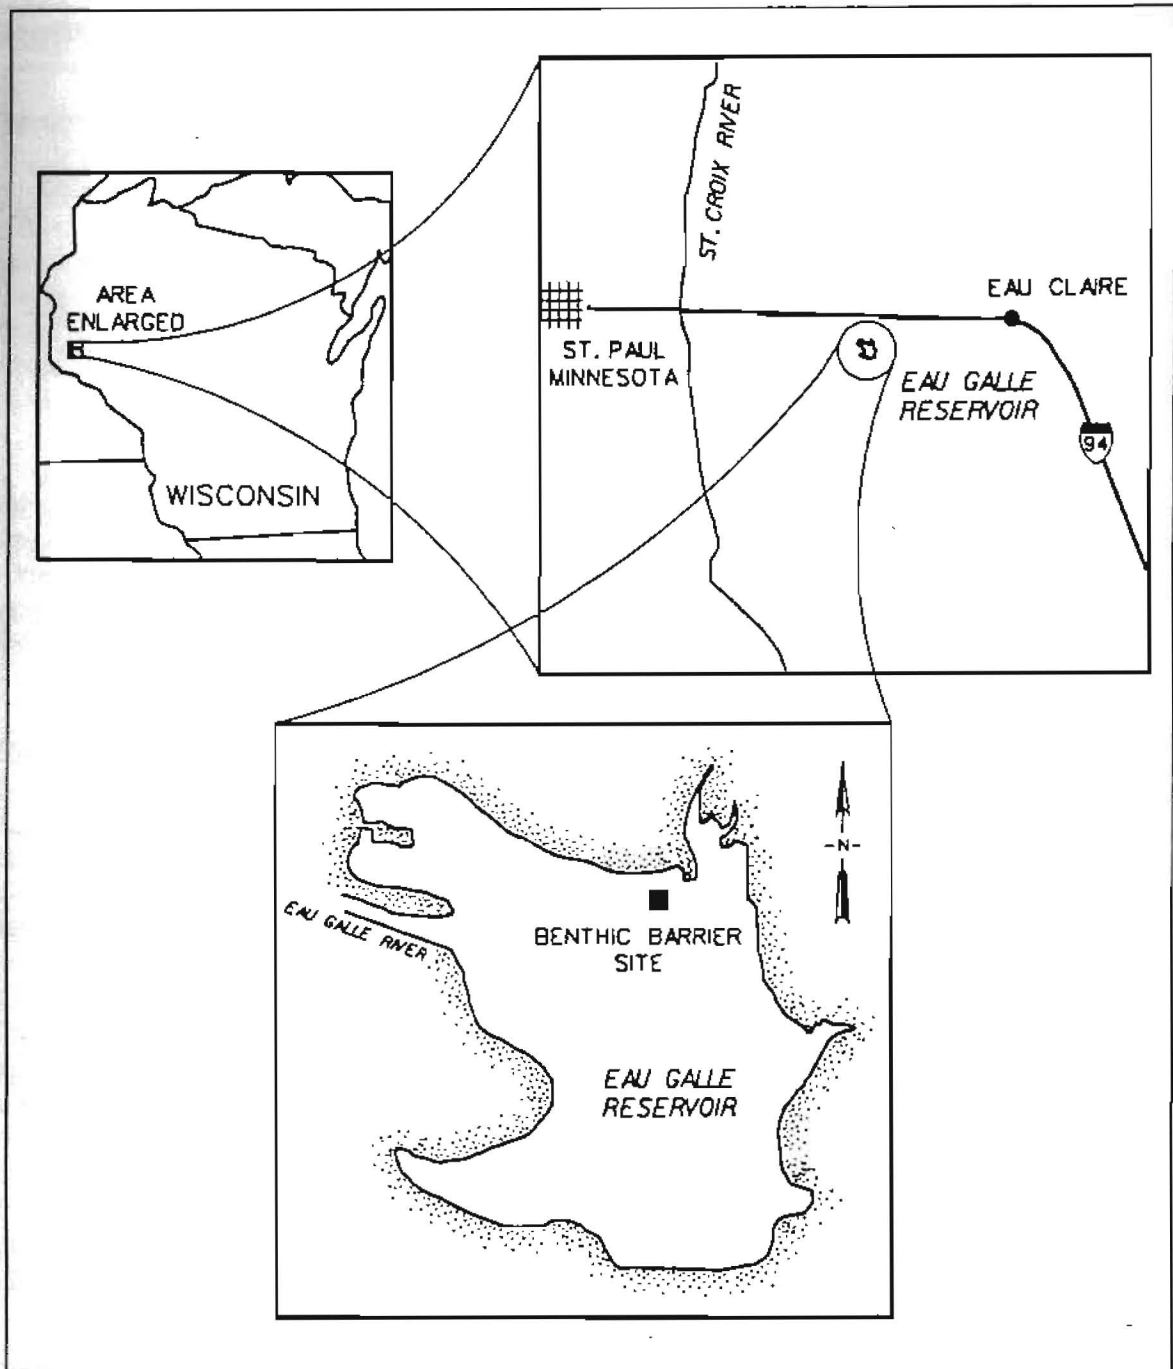 AREA
ENLARGED
WISCONSIN
ST. CROIX RIVER
EAU CLAIRE
ST. PAUL
MINNESOTA
EAU GALLE
RESERVOIR
94
-N-
EAU GALLE RIVER
BENTHIC BARRIER
SITE
EAU GALLE
RESERVOIR